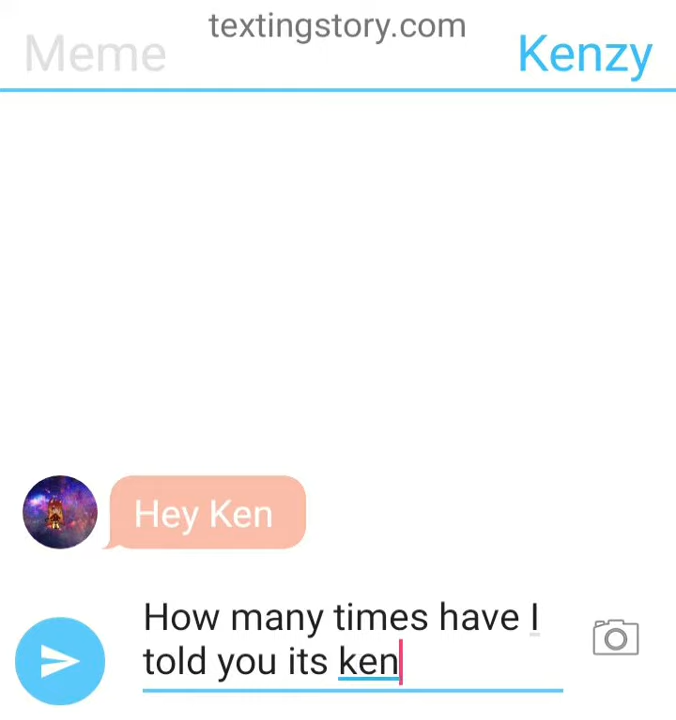 textingstory.com
Meme
Kenzy
Hey Ken
How many times have I
told you its ken